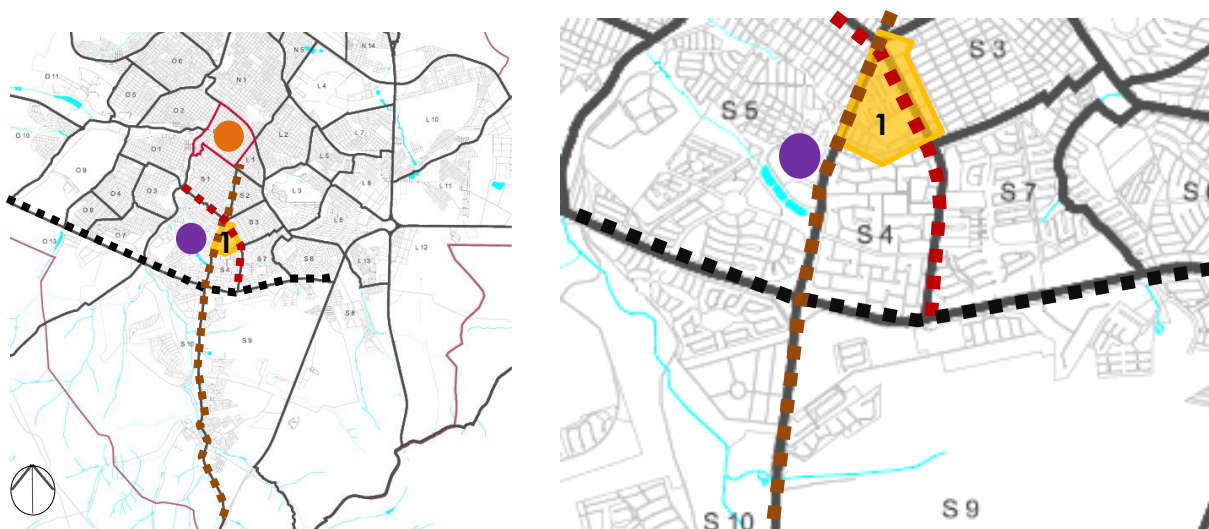 N 5
N 14
O 6
O 11
N 1
L 4
O 5
O 2
L 10
O 10
L 2
L 7
O 1
L 1
L 5
O 9
S 1
L 8
O 4
O 3
L 3
L 11
S 2
O 8
S 3
L 6
O 7
1
O 13
L 12
S 4
S 7
S 6
L 13
S 8
S 10
S 9
S 3
S 5
1
S 7
S 4
S 10
S 9